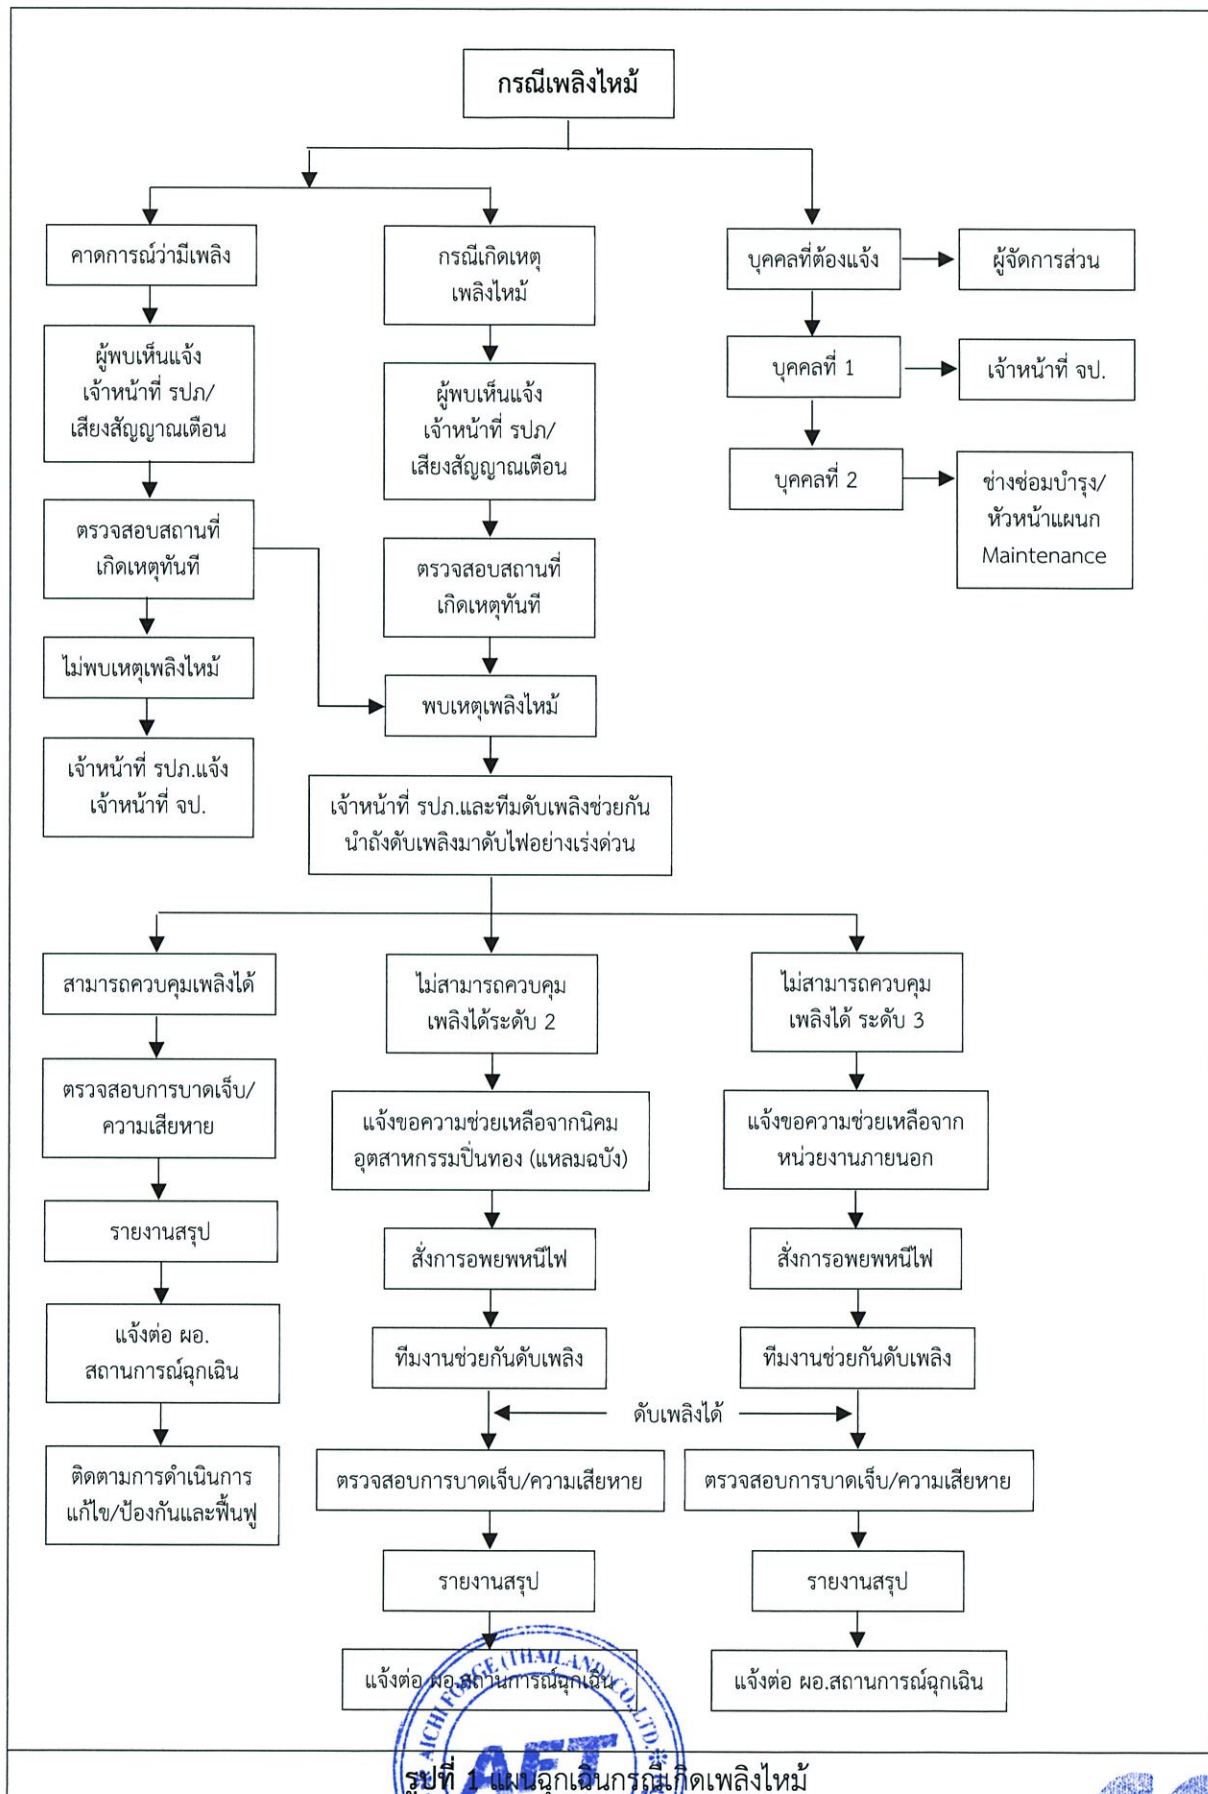 กรณีเพลิงไหม้
คาดการณ์ว่ามีเพลิง
กรณีเกิดเหตุ
เพลิงไหม้
บุคคลที่ต้องแจ้ง
ผู้จัดการส่วน
ผู้พบเห็นแจ้ง
เจ้าหน้าที่ รปภ/
เสียงสัญญาณเตือน
ผู้พบเห็นแจ้ง
เจ้าหน้าที่ รปภ/
เสียงสัญญาณเตือน
บุคคลที่ 1
เจ้าหน้าที่ จป.
บุคคลที่ 2
ช่างซ่อมบำรุง/
หัวหน้าแผนก
Maintenance
ตรวจสอบสถานที่
เกิดเหตุทันที
ตรวจสอบสถานที่
เกิดเหตุทันที
ไม่พบเหตุเพลิงไหม้
พบเหตุเพลิงไหม้
เจ้าหน้าที่ รปภ.แจ้ง
เจ้าหน้าที่ จป.
เจ้าหน้าที่ รปภ.และทีมดับเพลิงช่วยกัน
นำถังดับเพลิงมาดับไฟอย่างเร่งด่วน
สามารถควบคุมเพลิงได้
ไม่สามารถควบคุม
เพลิงได้ระดับ 2
ไม่สามารถควบคุม
เพลิงได้ ระดับ 3
ตรวจสอบการบาดเจ็บ/
ความเสียหาย
แจ้งขอความช่วยเหลือจากนิคม
อุตสาหกรรมปิ่นทอง (แหลมฉบัง)
แจ้งขอความช่วยเหลือจาก
หน่วยงานภายนอก
รายงานสรุป
สั่งการอพยพหนีไฟ
สั่งการอพยพหนีไฟ
แจ้งต่อ ผอ.
สถานการณ์ฉุกเฉิน
ทีมงานช่วยกันดับเพลิง
ทีมงานช่วยกันดับเพลิง
ดับเพลิงได้
ติดตามการดำเนินการ
แก้ไข/ป้องกันและฟื้นฟู
ตรวจสอบการบาดเจ็บ/ความเสียหาย
ตรวจสอบการบาดเจ็บ/ความเสียหาย
รายงานสรุป
รายงานสรุป
แจ้งต่อ ผอ.สถานการณ์ฉุกเฉิน
แจ้งต่อ ผอ.สถานการณ์ฉุกเฉิน
AICHI FORGE (THAILAND) CO.,LTD.
AFT
รูปที่ 1 แผนฉุกเฉินกรณีเกิดเพลิงไหม้